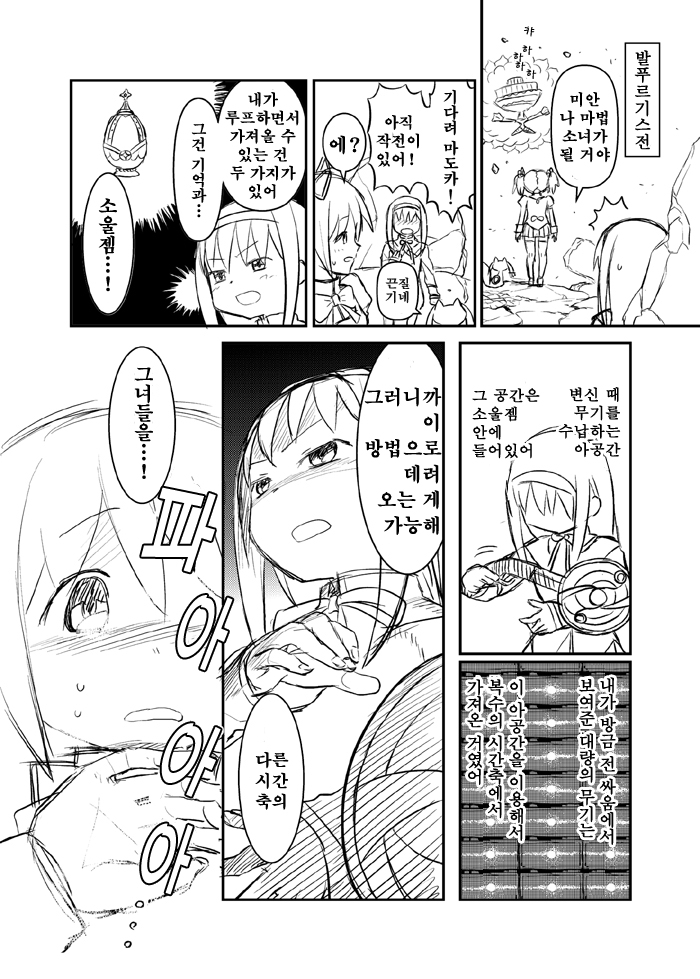 발푸르기스전
캬
하
하
하
하
미안
나
마법소녀가
될 거야
기다려 마도카!
아직
작전이
있어!
에?
끈질
기네
내가
루프하면서
가져올 수
있는 건
두 가지가
있어
그건 기억과…
소울젬…!
변신 때
무기를
수납하는
아공간
그 공간은
소울젬
안에
들어있어
내가 방금 전 싸움에서
보여준 대량의 무기는
이 아공간을 이용해서
복수의 시간축에서
가져온 거였어
그러니까
이
방법으로
데려
오는 게
가능해
다른
시간
축의
그녀들을…!
파아야아